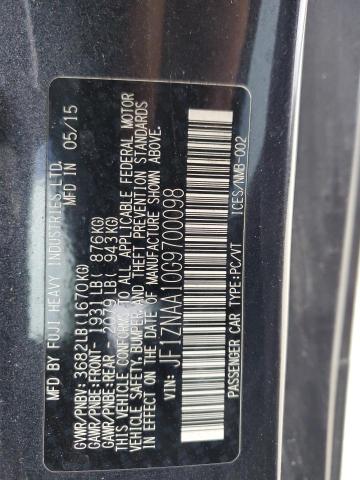 MFD BY FUJI HEAVY INDUSTRIES, LTD. IN 05/15
GVWR/PNBV: 3682LB (1670KG)
GAWR/PNBE:FRONT- 1931LB( 876KG)
GAWR/PNBE:REAR - 2079LB( 943KG)
THIS VEHICLE CONFORMS TO ALL APPLICABLE FEDERAL MOTOR
VEHICLE SAFETY,BUMPER,AND THEFT PREVENTION STANDARDS
IN EFFECT ON THE DATE OF MANUFACTURE SHOWN ABOVE.
VIN: JF1ZNAA10G9700098
PASSENGER CAR TYPE:PC/VT
ICES/NMB-002